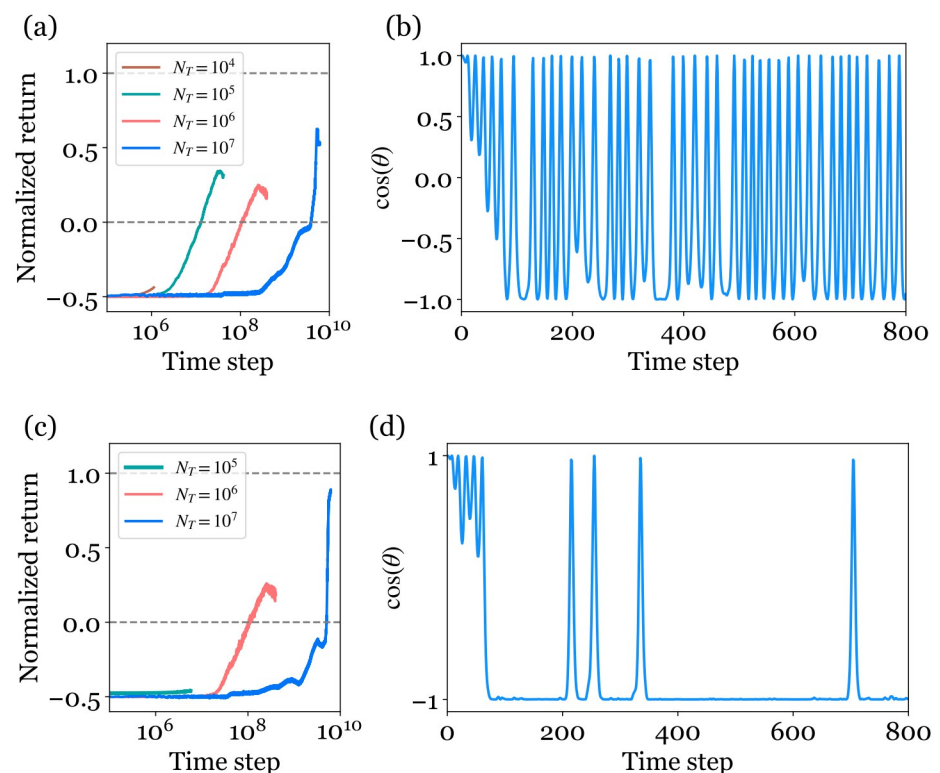 (a)
Normalized return
1.0
0.5
0.0
−0.5
N_T = 10^4
N_T = 10^5
N_T = 10^6
N_T = 10^7
10^6 10^8 10^10
Time step
(b)
cos(θ)
1.0
0.5
0.0
−0.5
−1.0
0 200 400 600 800
Time step
(c)
Normalized return
1.0
0.5
0.0
−0.5
N_T = 10^5
N_T = 10^6
N_T = 10^7
10^6 10^8 10^10
Time step
(d)
cos(θ)
1
−1
0 200 400 600 800
Time step